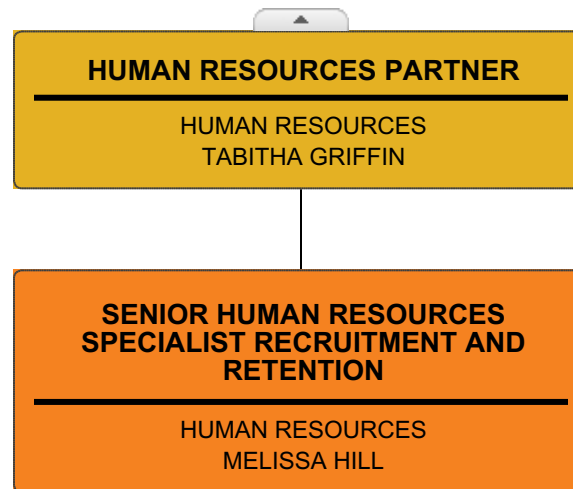 HUMAN RESOURCES PARTNER
HUMAN RESOURCES
TABITHA GRIFFIN
SENIOR HUMAN RESOURCES
SPECIALIST RECRUITMENT AND
RETENTION
HUMAN RESOURCES
MELISSA HILL